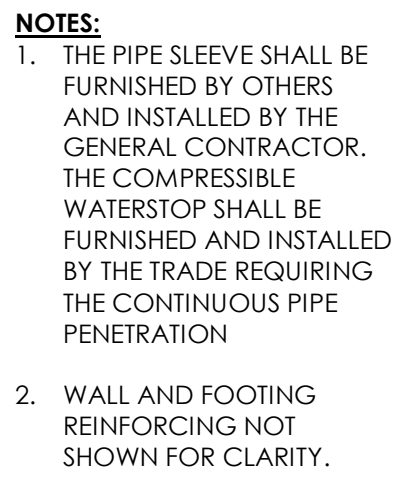 NOTES:
1. THE PIPE SLEEVE SHALL BE
FURNISHED BY OTHERS
AND INSTALLED BY THE
GENERAL CONTRACTOR.
THE COMPRESSIBLE
WATERSTOP SHALL BE
FURNISHED AND INSTALLED
BY THE TRADE REQUIRING
THE CONTINUOUS PIPE
PENETRATION
2. WALL AND FOOTING
REINFORCING NOT
SHOWN FOR CLARITY.